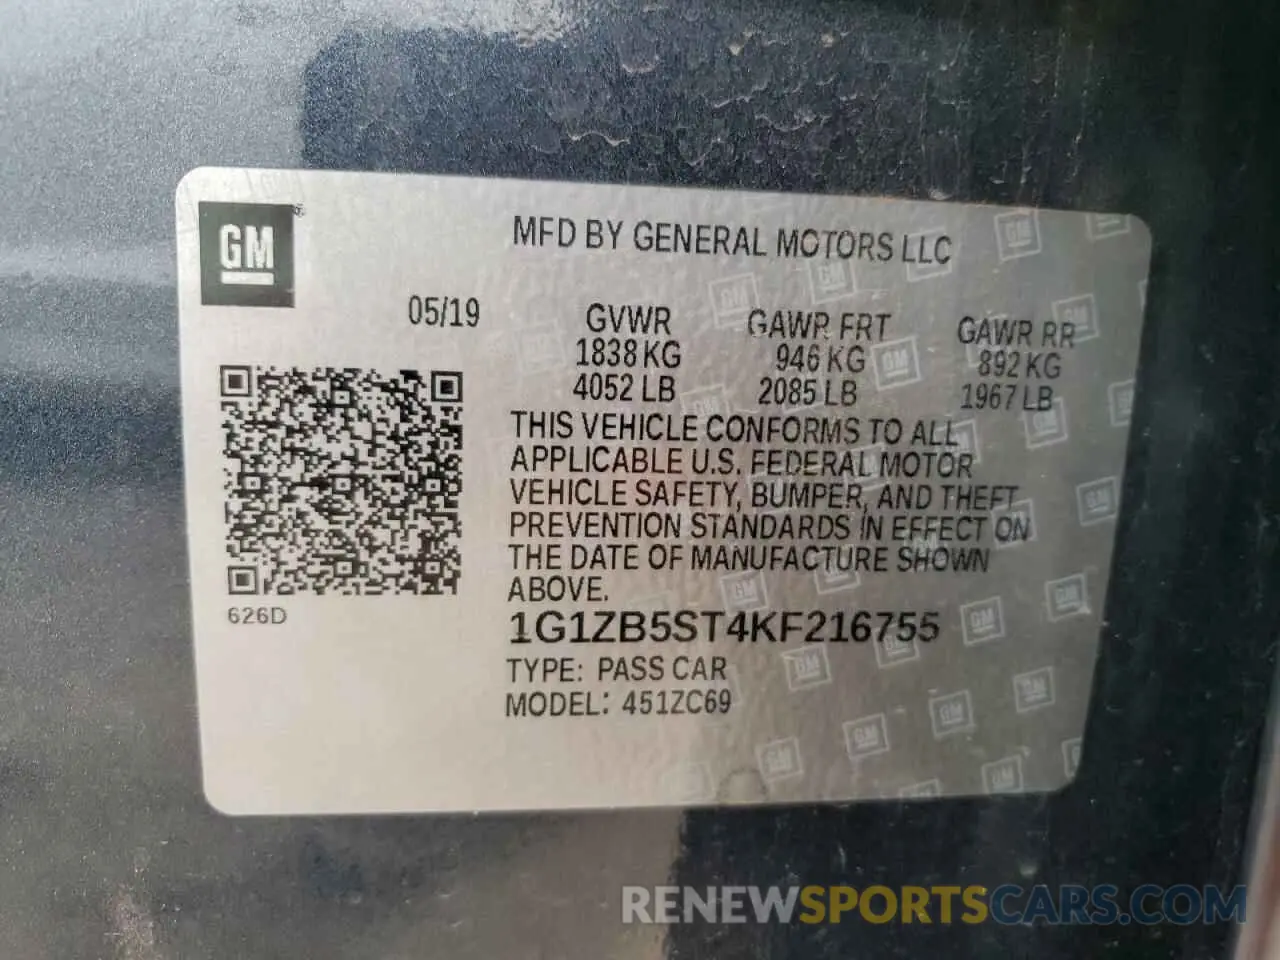 GM®
MFD BY GENERAL MOTORS LLC
05/19
GVWR GAWR FRT GAWR RR
1838 KG 946 KG 892 KG
4052 LB 2085 LB 1967 LB
THIS VEHICLE CONFORMS TO ALL
APPLICABLE U.S. FEDERAL MOTOR
VEHICLE SAFETY, BUMPER, AND THEFT
PREVENTION STANDARDS IN EFFECT ON
THE DATE OF MANUFACTURE SHOWN
ABOVE.
626D
1G1ZB5ST4KF216755
TYPE: PASS CAR
MODEL: 451ZC69
RENEWSPORTSCARS.COM